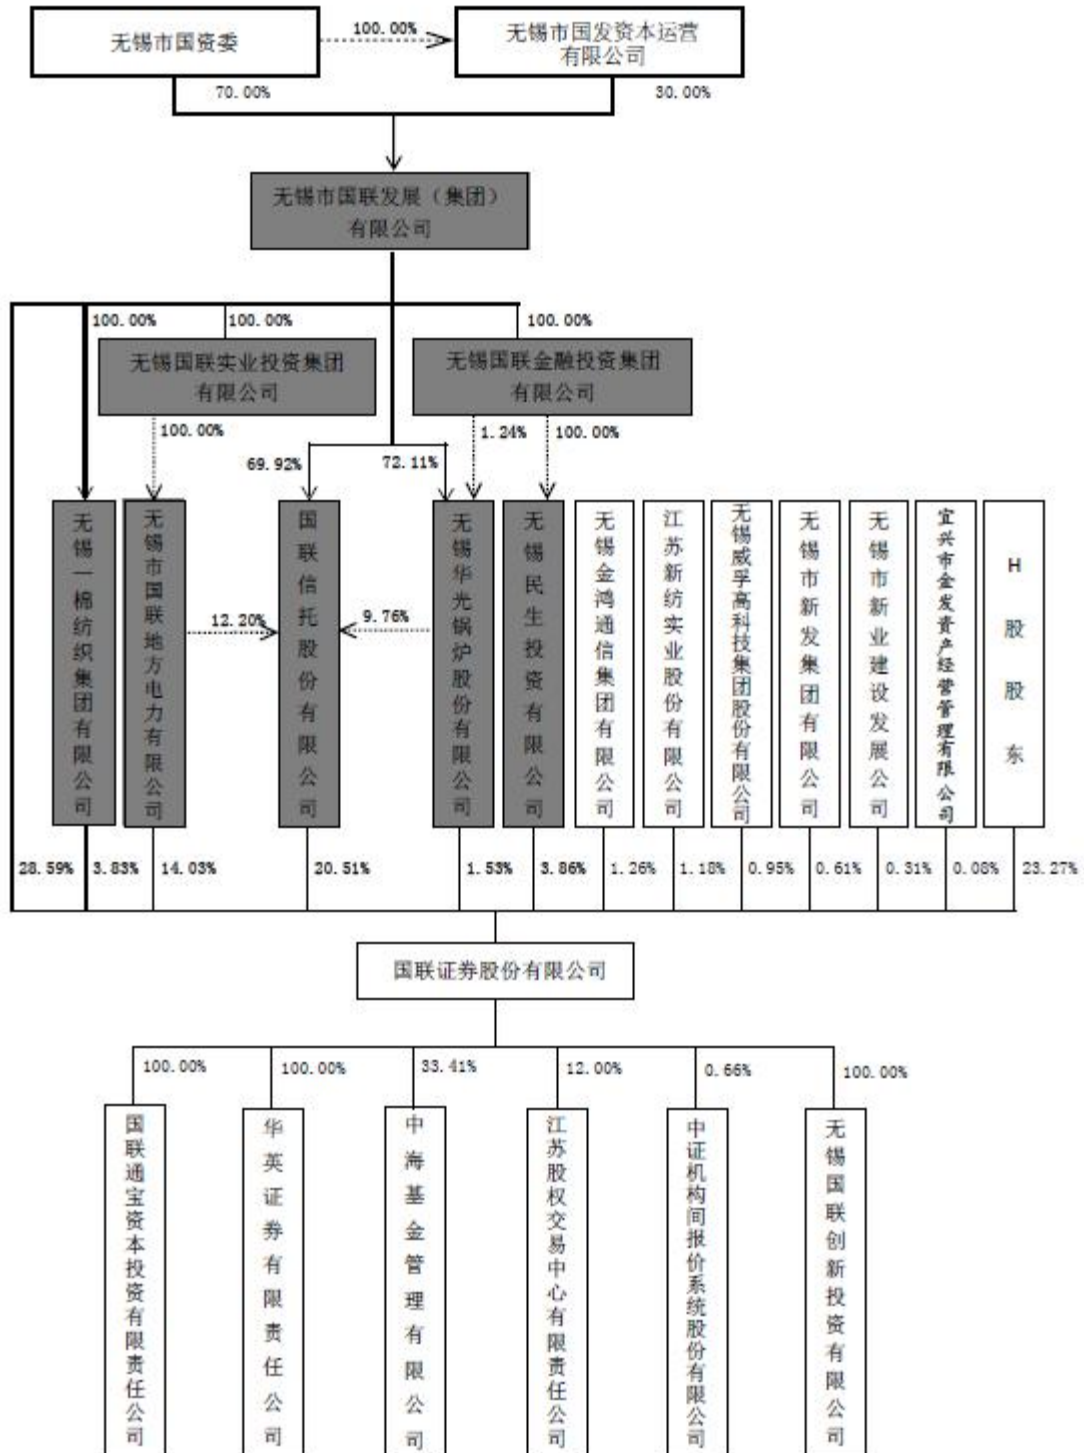 无锡市国资委
100.00%
无锡市国发资本运营
有限公司
70.00%
30.00%
无锡市国联发展（集团）
有限公司
100.00%
100.00%
100.00%
无锡国联实业投资集团
有限公司
无锡国联金融投资集团
有限公司
100.00%
1.24%
100.00%
69.92%
72.11%
无锡一棉纺织集团有限公司
无锡市国联地方电力有限公司
12.20%
国联信托股份有限公司
9.76%
无锡华光锅炉股份有限公司
无锡民生投资有限公司
无锡金鸿通信集团有限公司
江苏新纺实业股份有限公司
无锡威孚高科技集团股份有限公司
无锡市新发集团有限公司
无锡市新业建设发展公司
宜兴市金发资产经营管理有限公司
H股股东
28.59%
3.83%
14.03%
20.51%
1.53%
3.86%
1.26%
1.18%
0.95%
0.61%
0.31%
0.08%
23.27%
国联证券股份有限公司
100.00%
100.00%
33.41%
12.00%
0.66%
100.00%
国联通宝资本投资有限责任公司
华英证券有限责任公司
中海基金管理有限公司
江苏股权交易中心有限责任公司
中证机构间报价系统股份有限公司
无锡国联创新投资有限公司